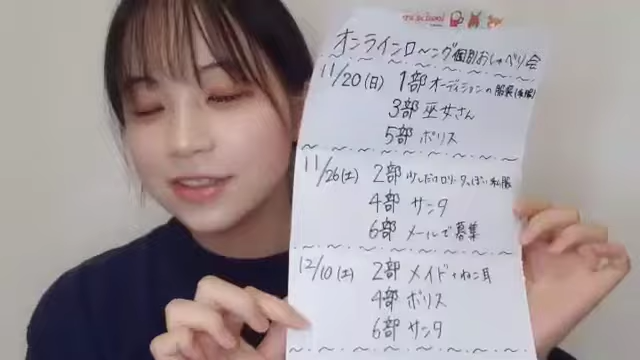 オンラインロ〜ング個別おしゃべり会
11/20(日) 1部 オーディションの服装(私服)
3部 巫女さん
5部 ポリス
11/26(土) 2部 少しだけロリータっぽい私服
4部 サンタ
6部 メールで募集
12/10(土) 2部 メイド+ねこ耳
4部 ポリス
6部 サンタ